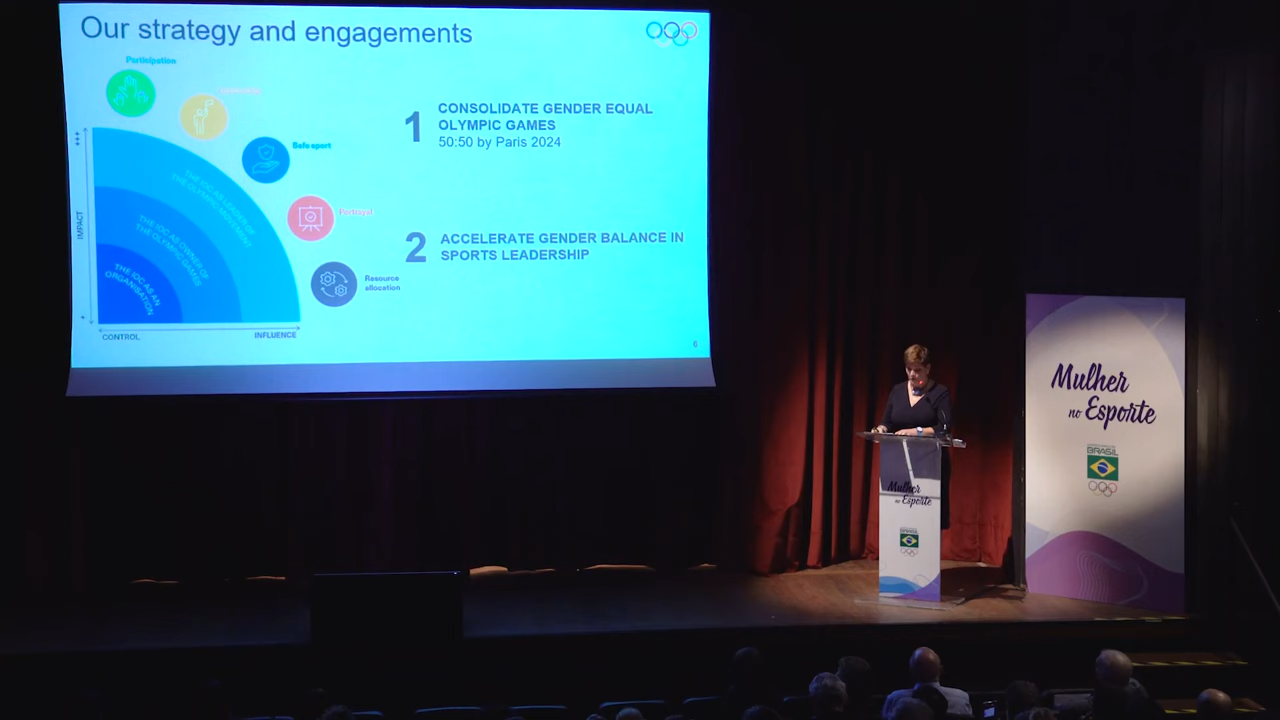 Our strategy and engagements
Participation
Leadership
Safe sport
Portrayal
Resource
allocation
IMPACT
+++
THE IOC AS LEADER OF
THE OLYMPIC MOVEMENT
THE IOC AS OWNER OF
THE OLYMPIC GAMES
THE IOC AS AN
ORGANISATION
CONTROL
INFLUENCE
1
CONSOLIDATE GENDER EQUAL
OLYMPIC GAMES
50:50 by Paris 2024
2
ACCELERATE GENDER BALANCE IN
SPORTS LEADERSHIP
6
Mulher
no Esporte
BRASIL
Mulher
no Esporte